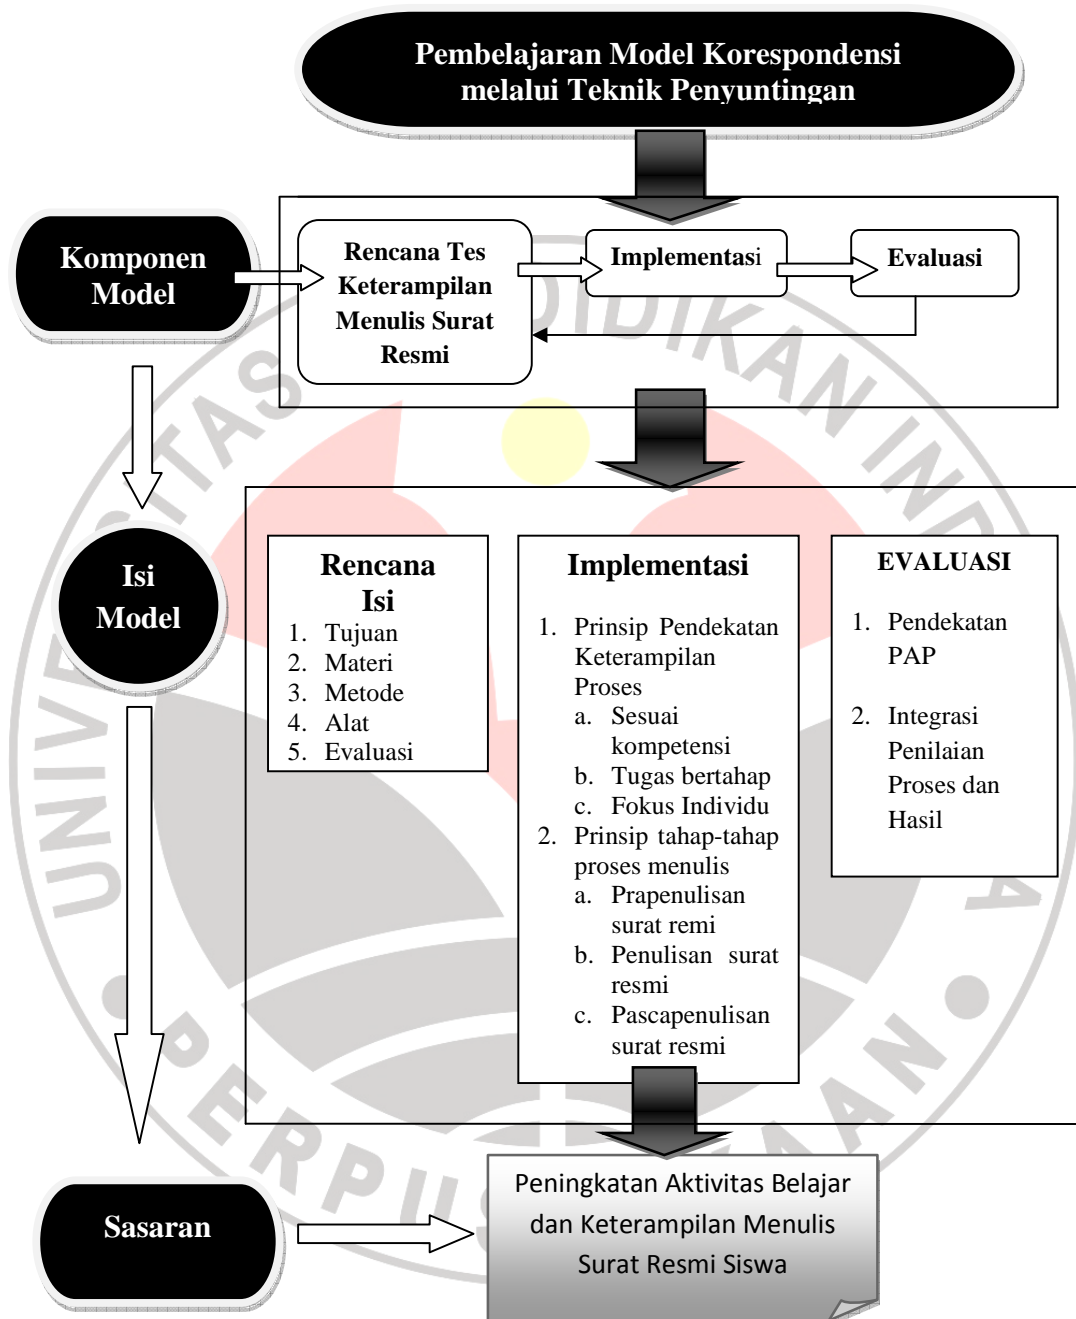 Pembelajaran Model Korespondensi
melalui Teknik Penyuntingan
Komponen
Model
Rencana Tes
Keterampilan
Menulis Surat
Resmi
Implementasi
Evaluasi
Isi
Model
Rencana
Isi
1. Tujuan
2. Materi
3. Metode
4. Alat
5. Evaluasi
Implementasi
1. Prinsip Pendekatan
Keterampilan
Proses
a. Sesuai
kompetensi
b. Tugas bertahap
c. Fokus Individu
2. Prinsip tahap-tahap
proses menulis
a. Prapenulisan
surat remi
b. Penulisan surat
resmi
c. Pascapenulisan
surat resmi
EVALUASI
1. Pendekatan
PAP
2. Integrasi
Penilaian
Proses dan
Hasil
Sasaran
Peningkatan Aktivitas Belajar
dan Keterampilan Menulis
Surat Resmi Siswa